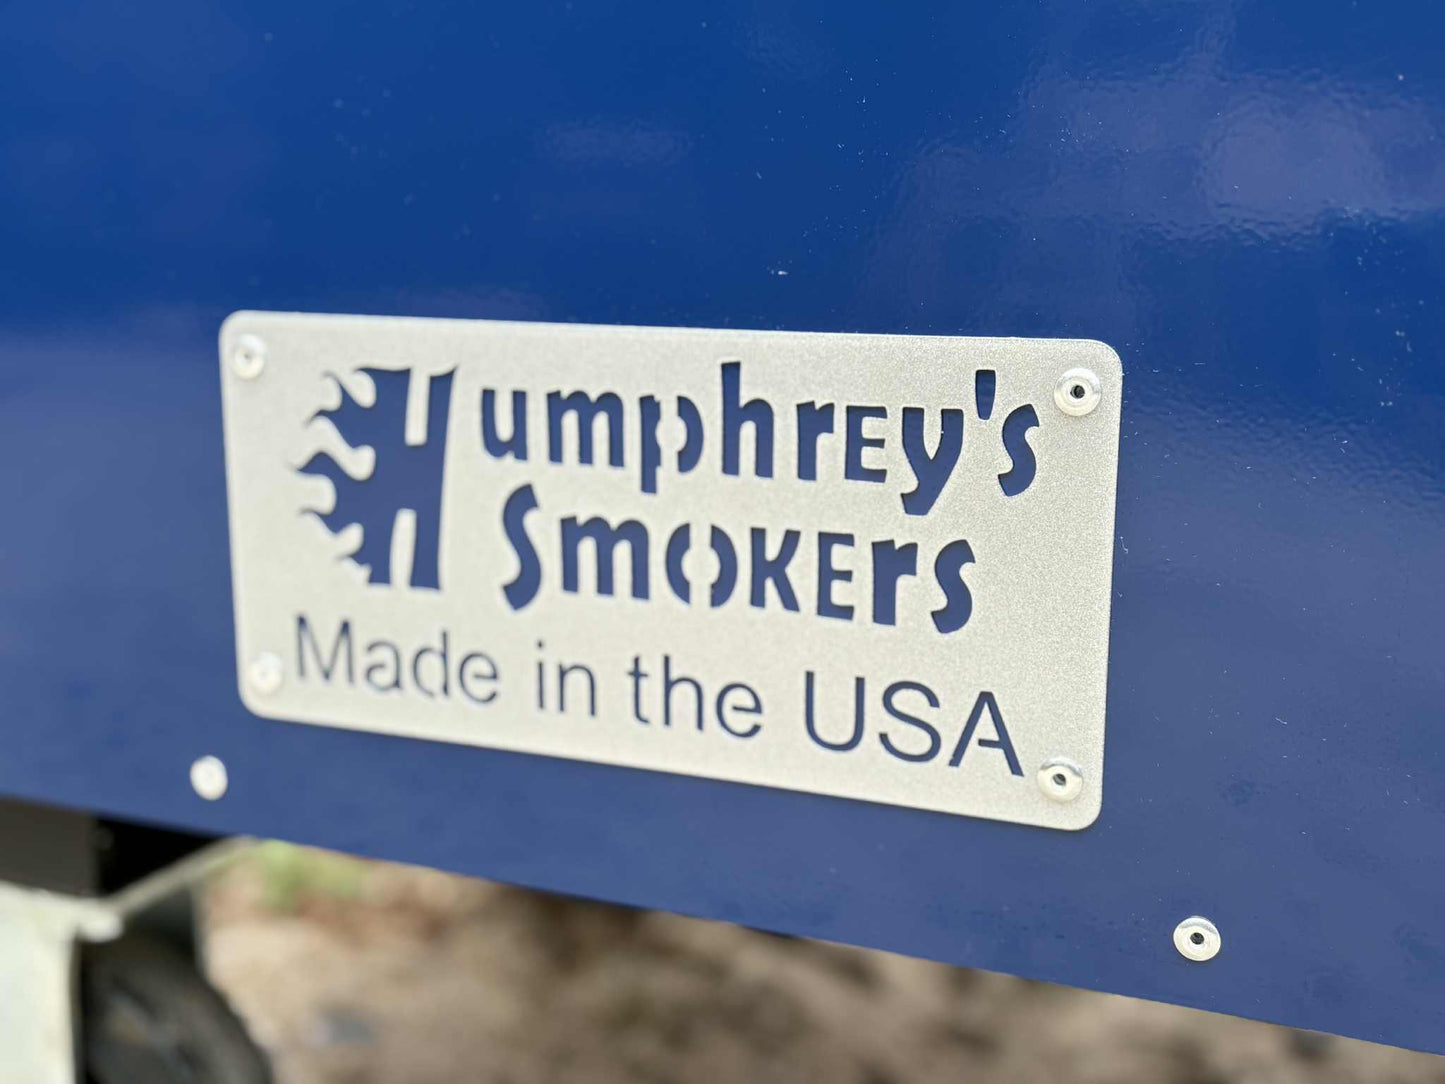 Humphrey's
Smokers
Made in the USA